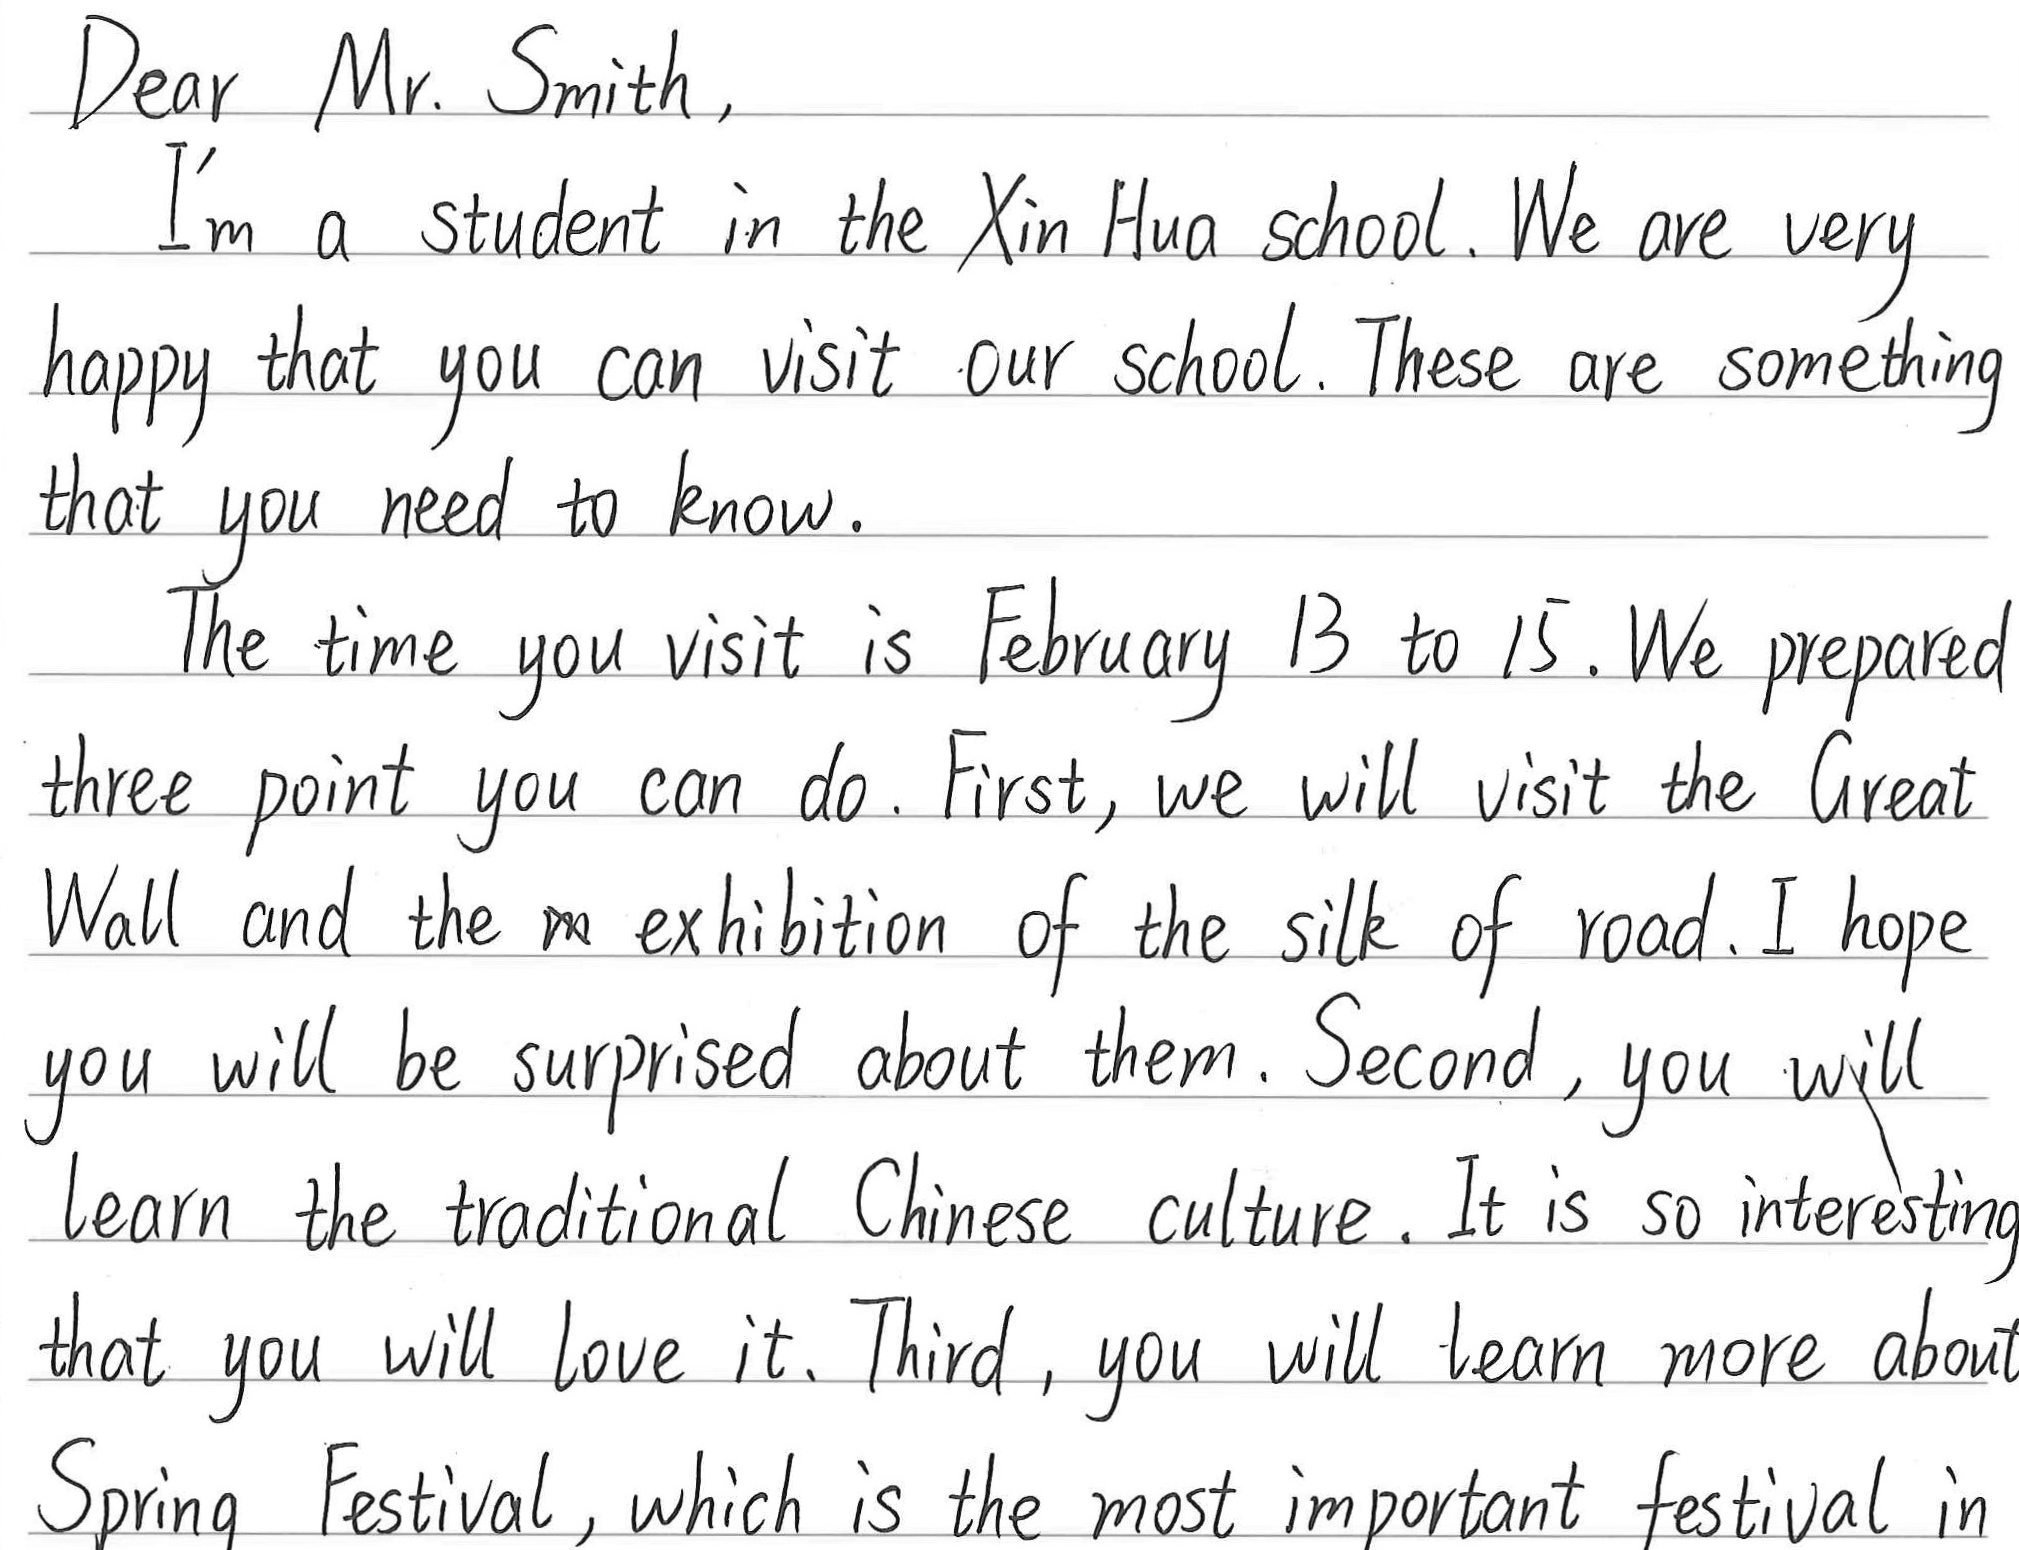 Dear Mr. Smith,
I'm a student in the Xin Hua school. We are very
happy that you can visit our school. These are something
that you need to know.
The time you visit is February 13 to 15. We prepared
three point you can do. First, we will visit the Great
Wall and the exhibition of the silk of road. I hope
you will be surprised about them. Second, you will
learn the traditional Chinese culture. It is so interesting
that you will love it. Third, you will learn more about
Spring Festival, which is the most important festival in